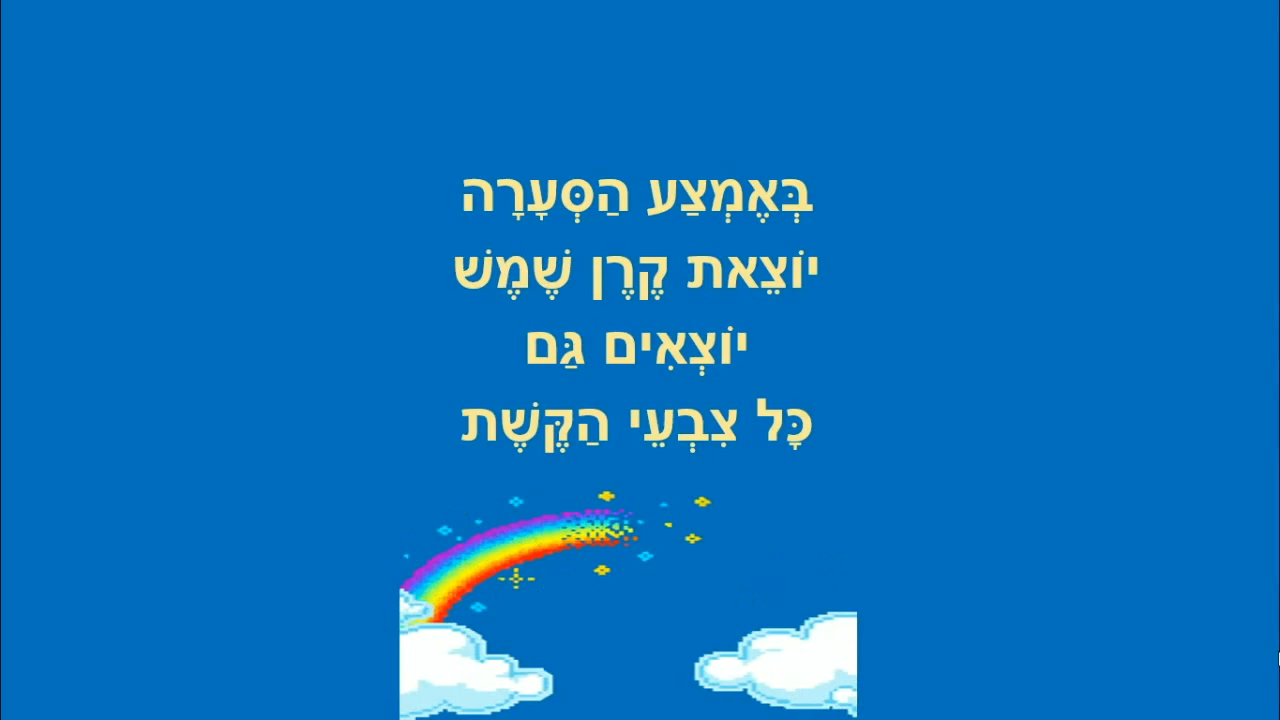 בְּאֶמְצַע הַסְּעָרָה
יוֹצֵאת קֶרֶן שֶׁמֶשׁ
יוֹצְאִים גַּם
כָּל צִבְעֵי הַקֶּשֶׁת